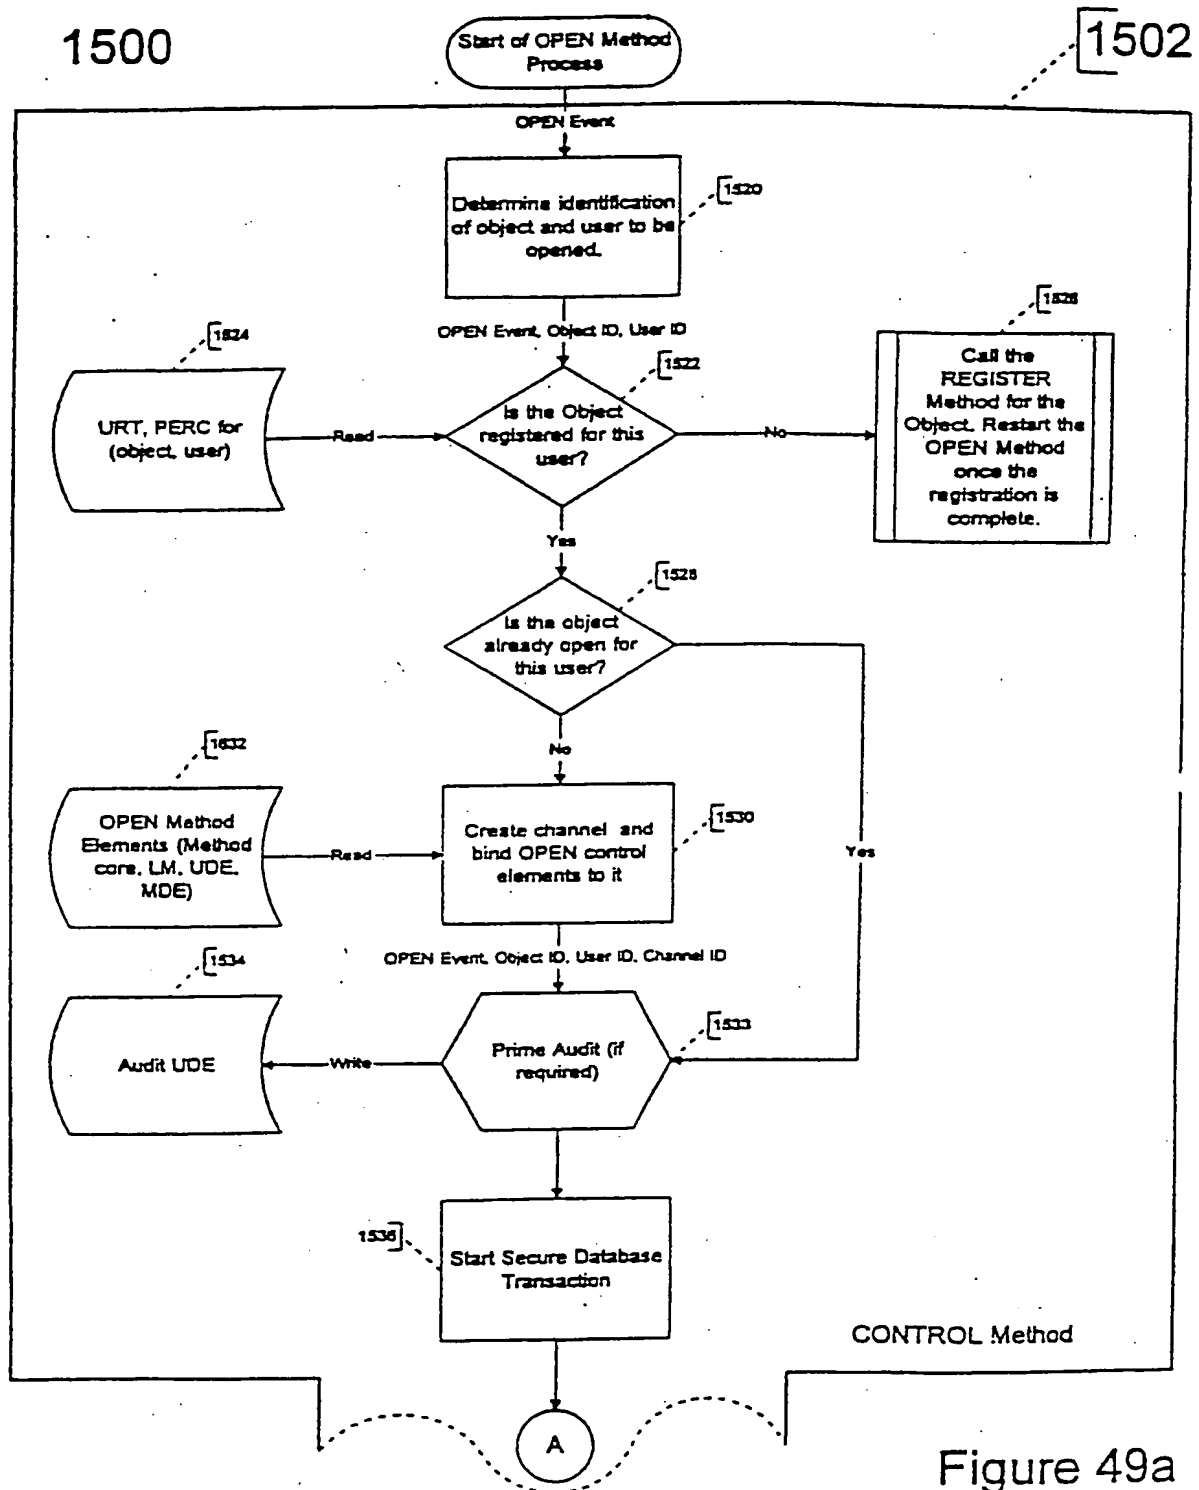 1500
Start of OPEN Method
Process
1502
OPEN Event
Determine identification
of object and user to be
opened.
1520
OPEN Event, Object ID, User ID
1524
1522
1526
URT, PERC for
(object, user)
Read
Is the Object
registered for this
user?
No
Call the
REGISTER
Method for the
Object. Restart the
OPEN Method
once the
registration is
complete.
Yes
1528
Is the object
already open for
this user?
No
Yes
1532
OPEN Method
Elements (Method
core, LM, UDE,
MDE)
Read
Create channel and
bind OPEN control
elements to it
1530
OPEN Event, Object ID, User ID, Channel ID
1534
1533
Audit UDE
Write
Prime Audit (if
required)
1536
Start Secure Database
Transaction
CONTROL Method
A
Figure 49a